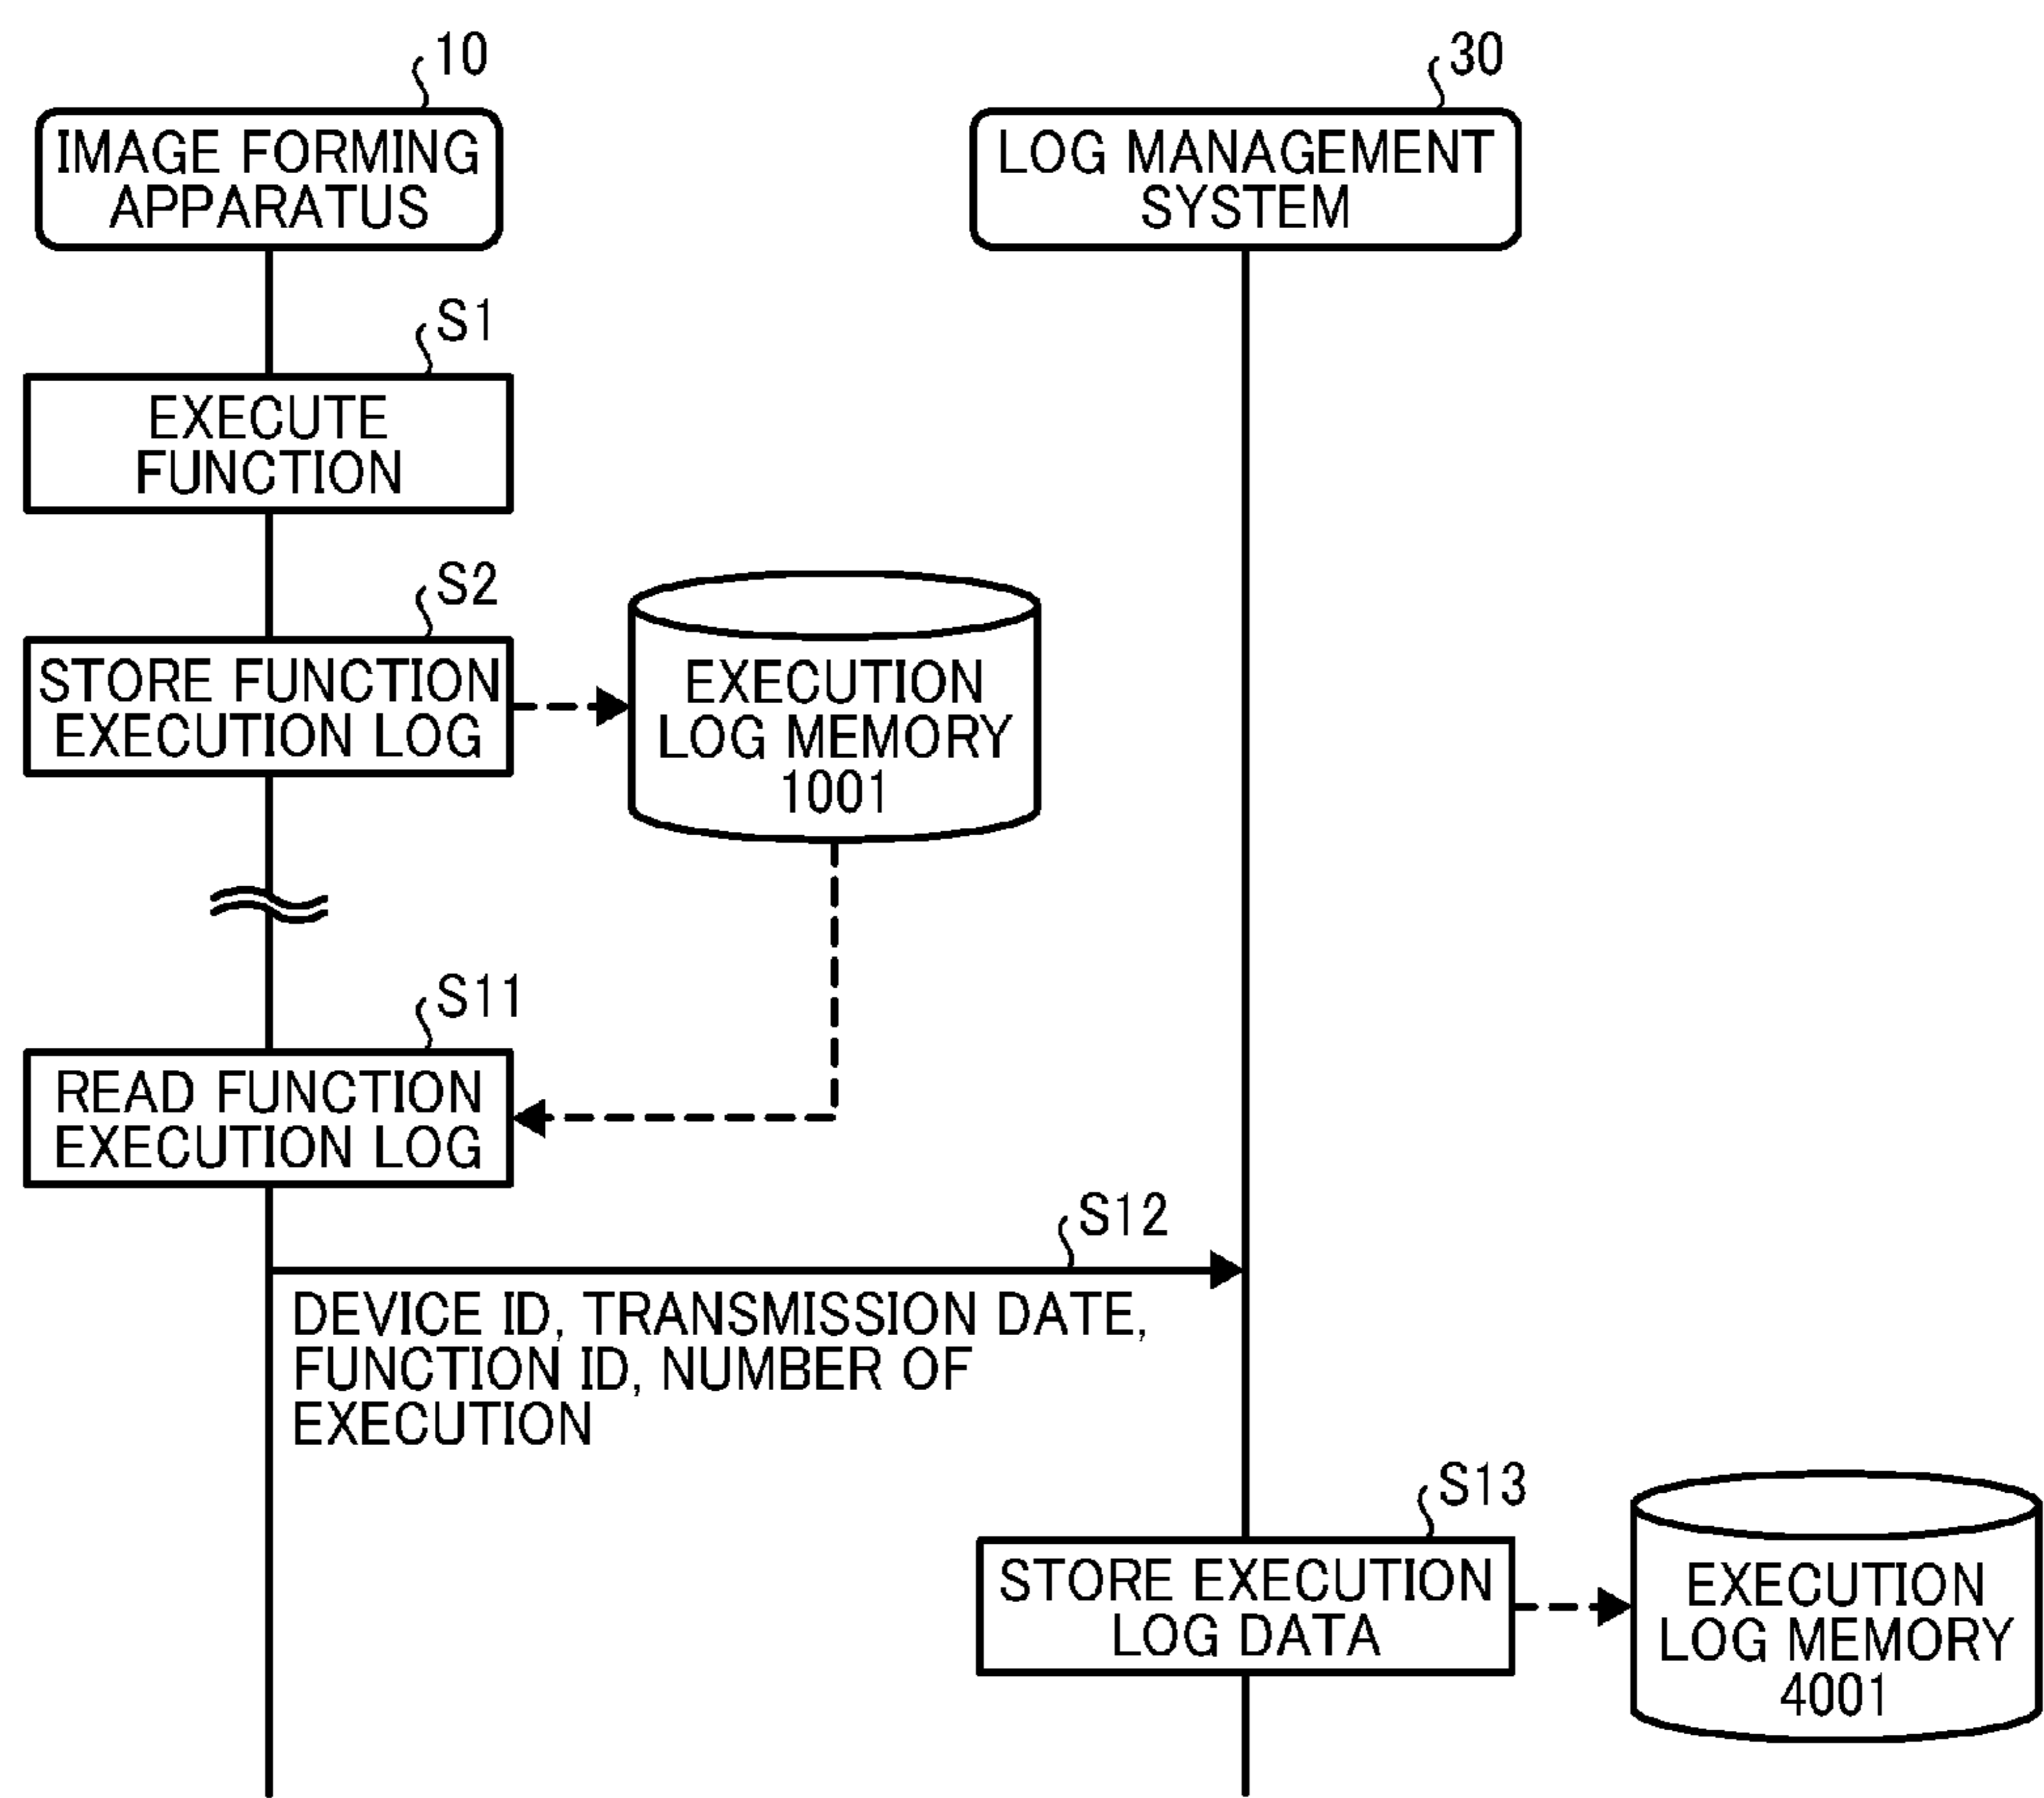 10
30
IMAGE FORMING
APPARATUS
LOG MANAGEMENT
SYSTEM
S1
EXECUTE
FUNCTION
S2
STORE FUNCTION
EXECUTION LOG
EXECUTION
LOG MEMORY
1001
S11
READ FUNCTION
EXECUTION LOG
S12
DEVICE ID, TRANSMISSION DATE,
FUNCTION ID, NUMBER OF
EXECUTION
S13
STORE EXECUTION
LOG DATA
EXECUTION
LOG MEMORY
4001